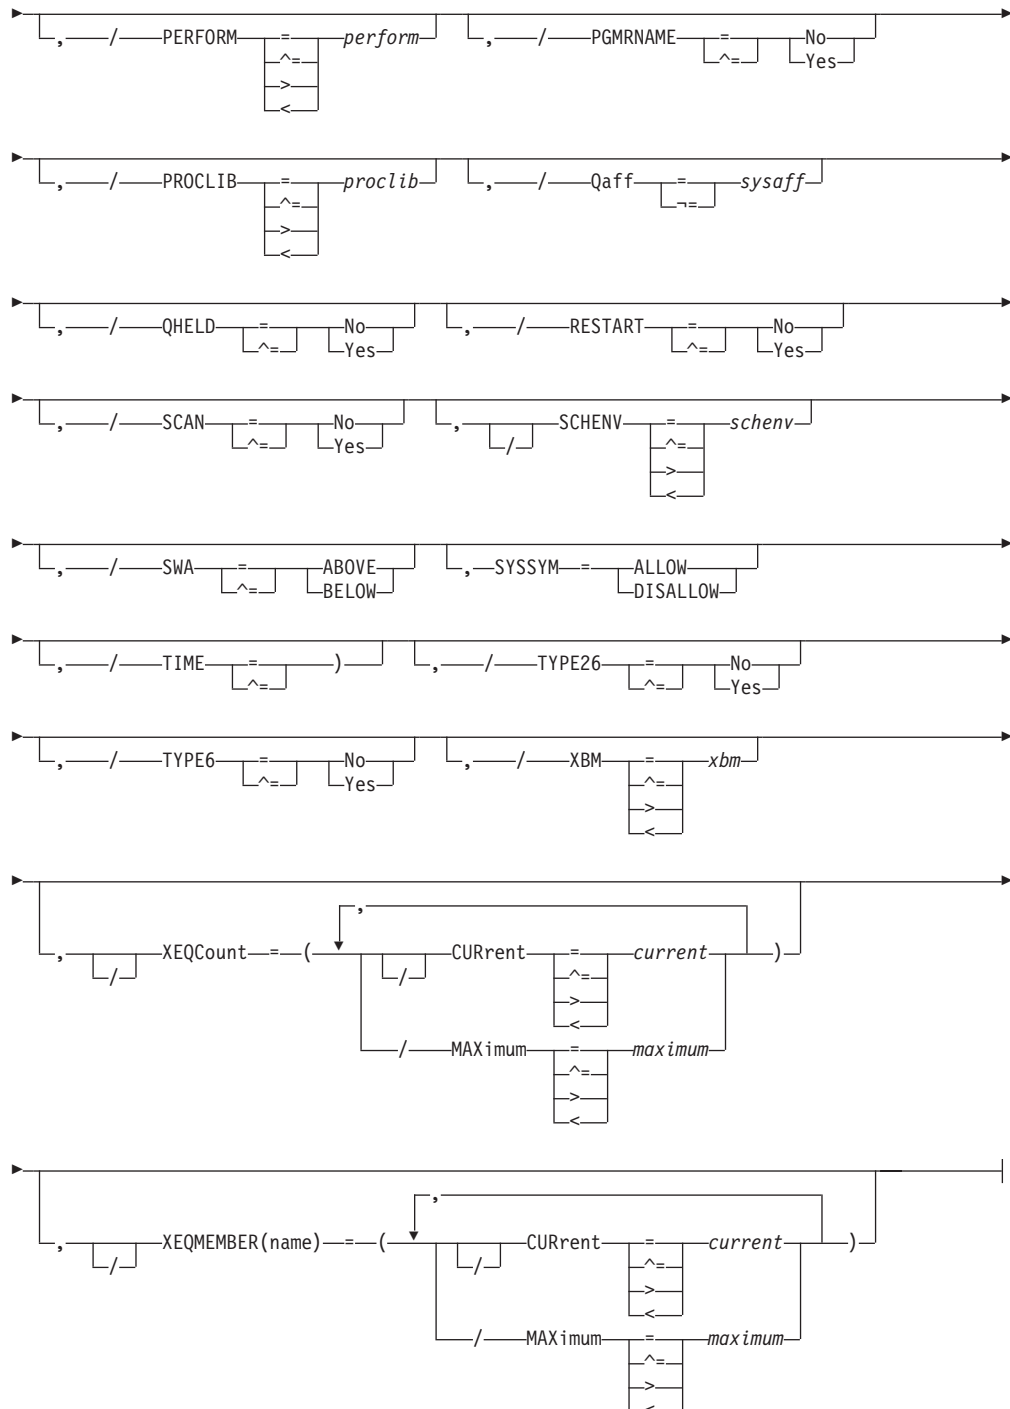 , / PERFORM = perform , / PGMRNAME = No
^= ^= Yes
>
<
, / PROCLIB = proclib , / Qaff = sysaff
^= ¬=
>
<
, / QHELD = No , / RESTART = No
^= Yes ^= Yes
, / SCAN = No , SCHENV = schenv
^= Yes / ^=
>
<
, / SWA = ABOVE , SYSSYM = ALLOW
^= BELOW DISALLOW
, / TIME = ) , / TYPE26 = No
^= ^= Yes
, / TYPE6 = No , / XBM = xbm
^= Yes ^=
>
<
,
, XEQCount = ( CURrent = current )
/ / ^=
>
<
/ MAXimum = maximum
^=
>
<
,
, XEQMEMBER(name) = ( CURrent = current )
/ / ^=
>
<
/ MAXimum = maximum
^=
>
<